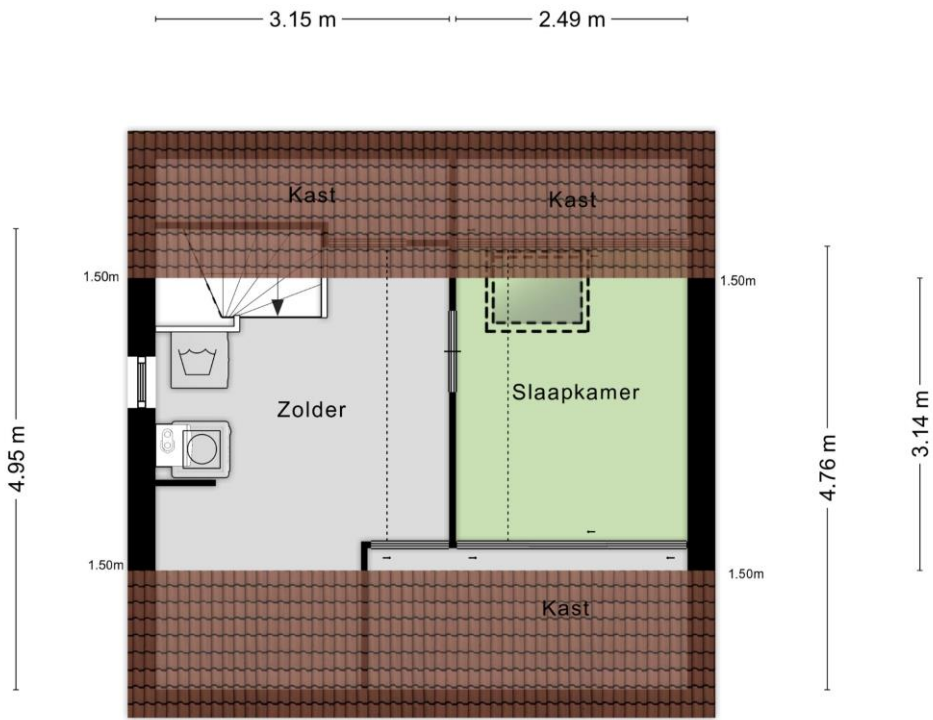 3.15 m
2.49 m
Kast
Kast
1.50m
1.50m
Slaapkamer
Zolder
4.95 m
4.76 m
3.14 m
1.50m
1.50m
Kast